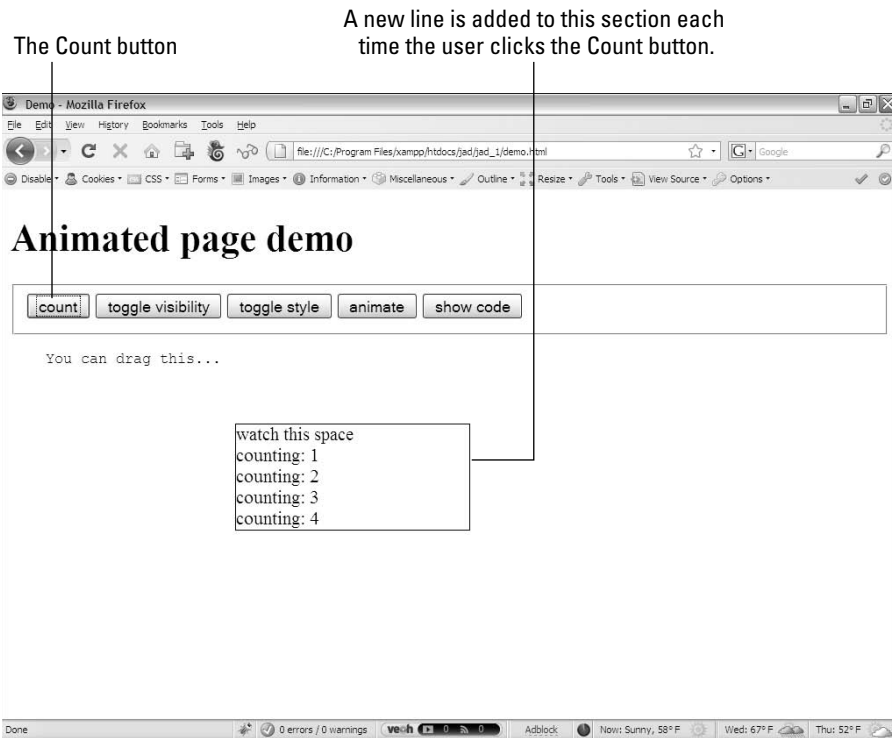 A new line is added to this section each
time the user clicks the Count button.
The Count button
Demo - Mozilla Firefox
File Edit View History Bookmarks Tools Help
file:///C:/Program Files/xampp/htdocs/jad/jad_1/demo.html
G Google
Disable Cookies CSS Forms Images Information Miscellaneous Outline Resize Tools View Source Options
Animated page demo
count toggle visibility toggle style animate show code
You can drag this...
watch this space
counting: 1
counting: 2
counting: 3
counting: 4
Done 0 errors / 0 warnings veoh 0 0 Adblock Now: Sunny, 58° F Wed: 67° F Thu: 52° F